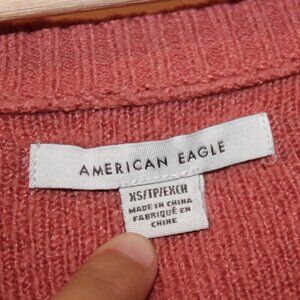 AMERICAN EAGLE
XS/TP/EXCH
MADE IN CHINA
FABRIQUÉ EN
CHINE